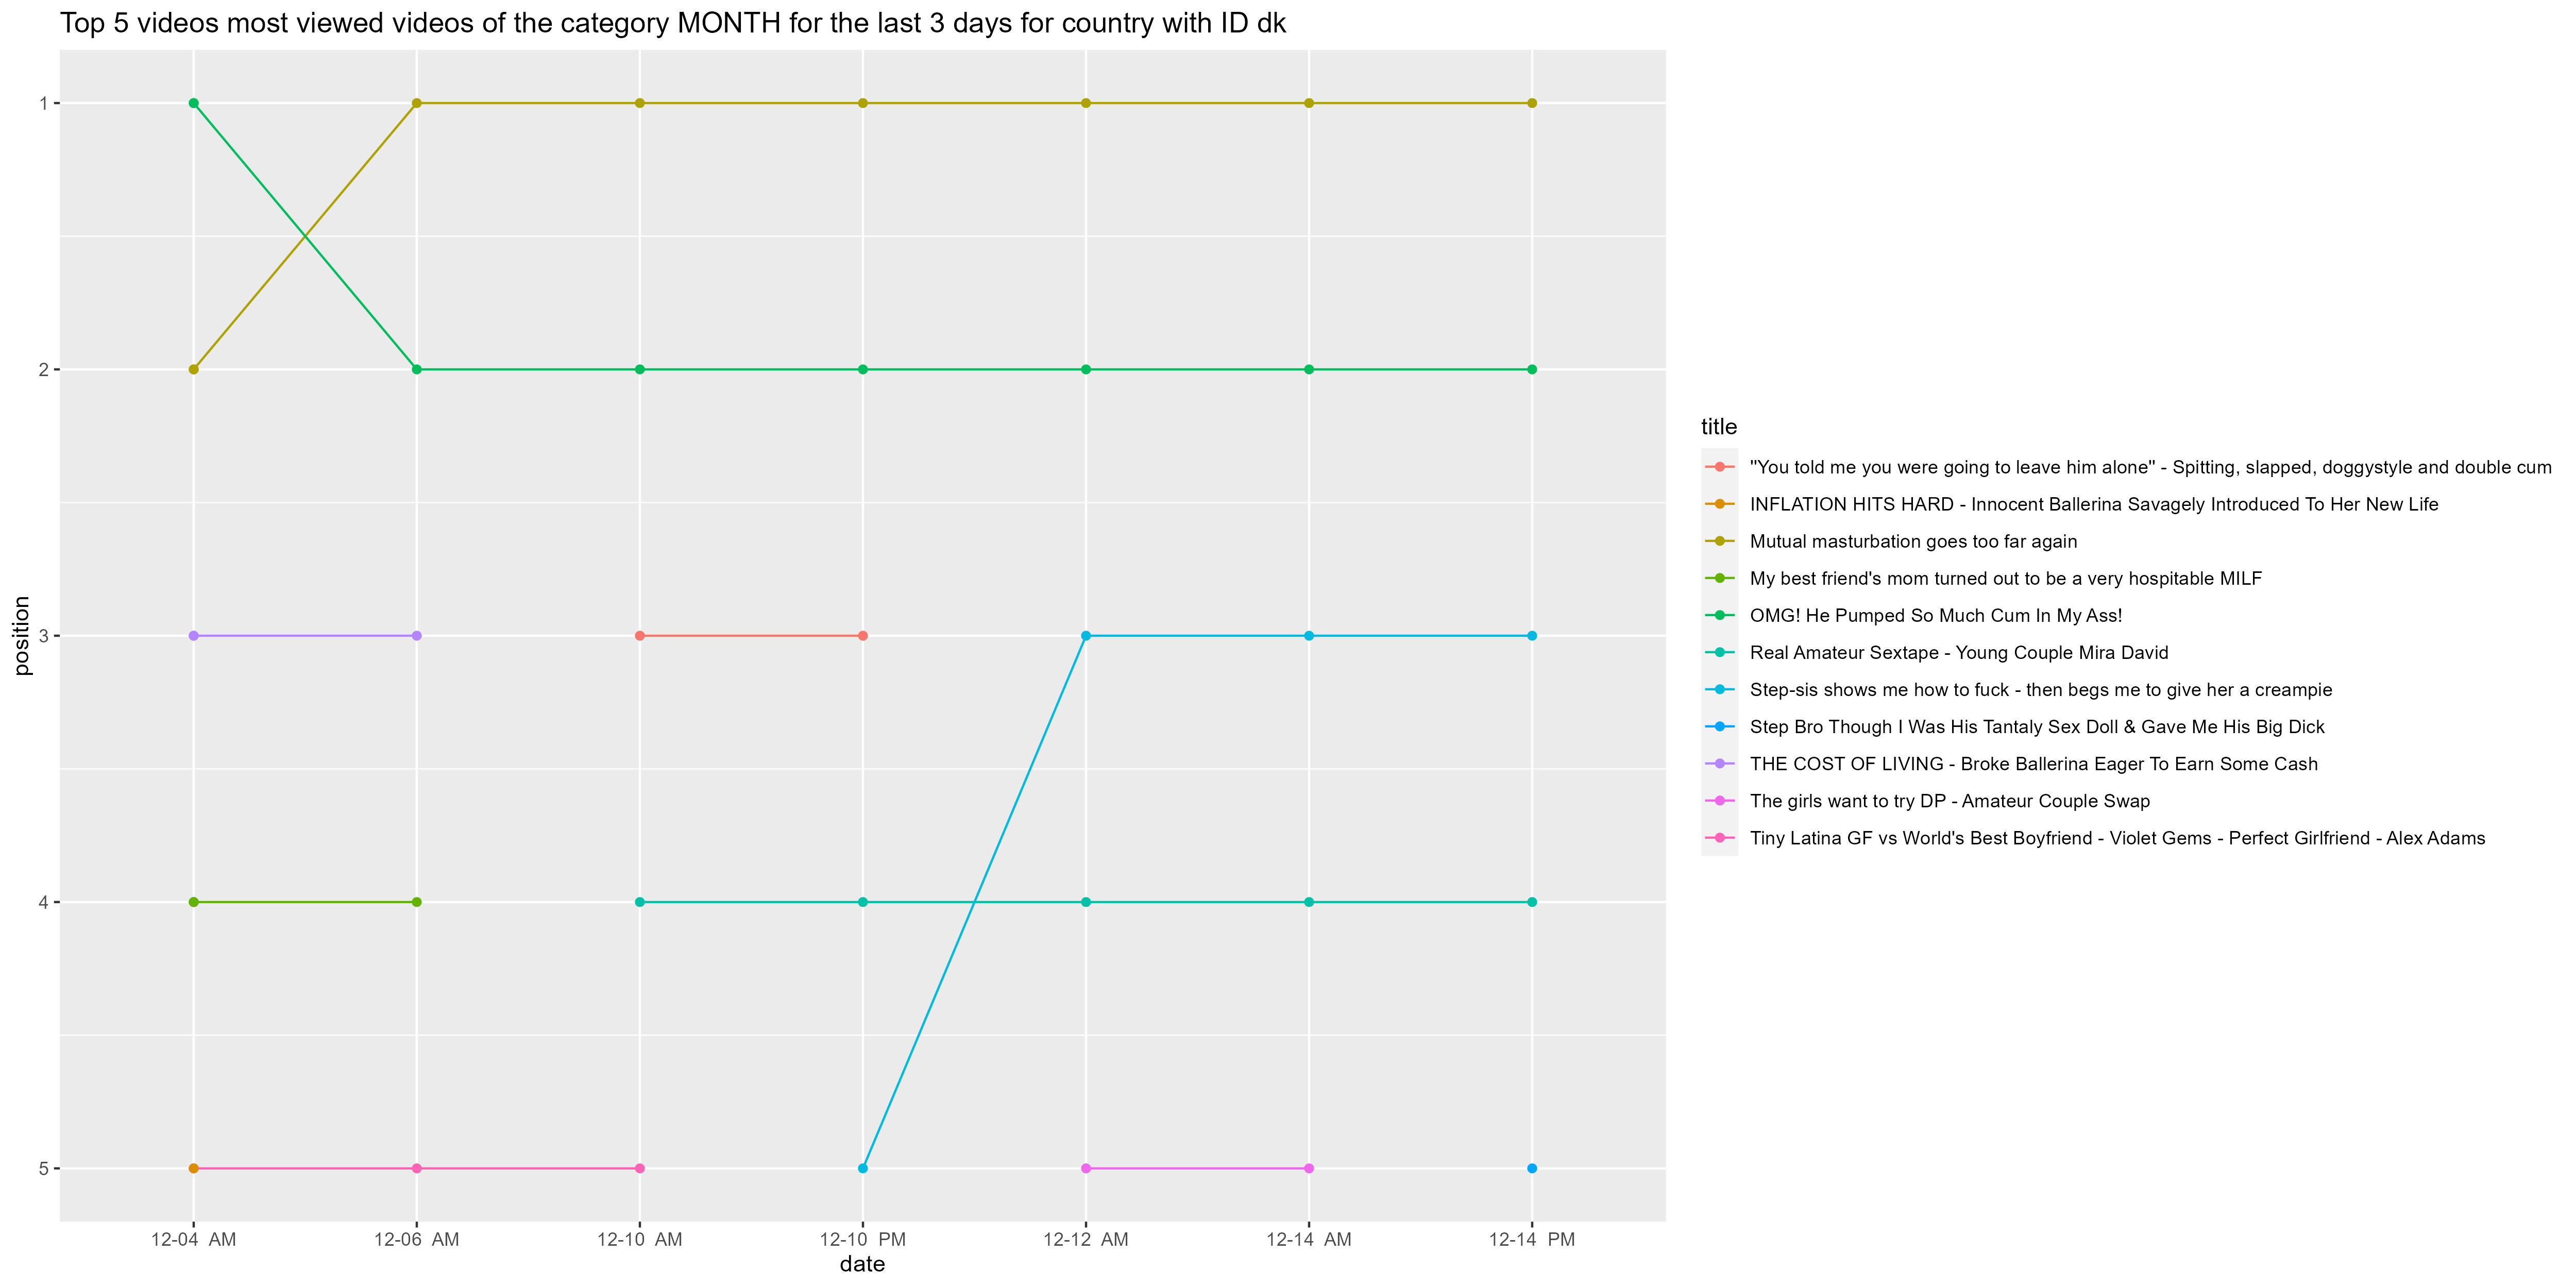 Top 5 videos most viewed videos of the category MONTH for the last 3 days for country with ID dk
1
2
3
4
5
position
12-04 AM
12-06 AM
12-10 AM
12-10 PM
12-12 AM
12-14 AM
12-14 PM
date
title
"You told me you were going to leave him alone" - Spitting, slapped, doggystyle and double cum
INFLATION HITS HARD - Innocent Ballerina Savagely Introduced To Her New Life
Mutual masturbation goes too far again
My best friend's mom turned out to be a very hospitable MILF
OMG! He Pumped So Much Cum In My Ass!
Real Amateur Sextape - Young Couple Mira David
Step-sis shows me how to fuck - then begs me to give her a creampie
Step Bro Though I Was His Tantaly Sex Doll & Gave Me His Big Dick
THE COST OF LIVING - Broke Ballerina Eager To Earn Some Cash
The girls want to try DP - Amateur Couple Swap
Tiny Latina GF vs World's Best Boyfriend - Violet Gems - Perfect Girlfriend - Alex Adams